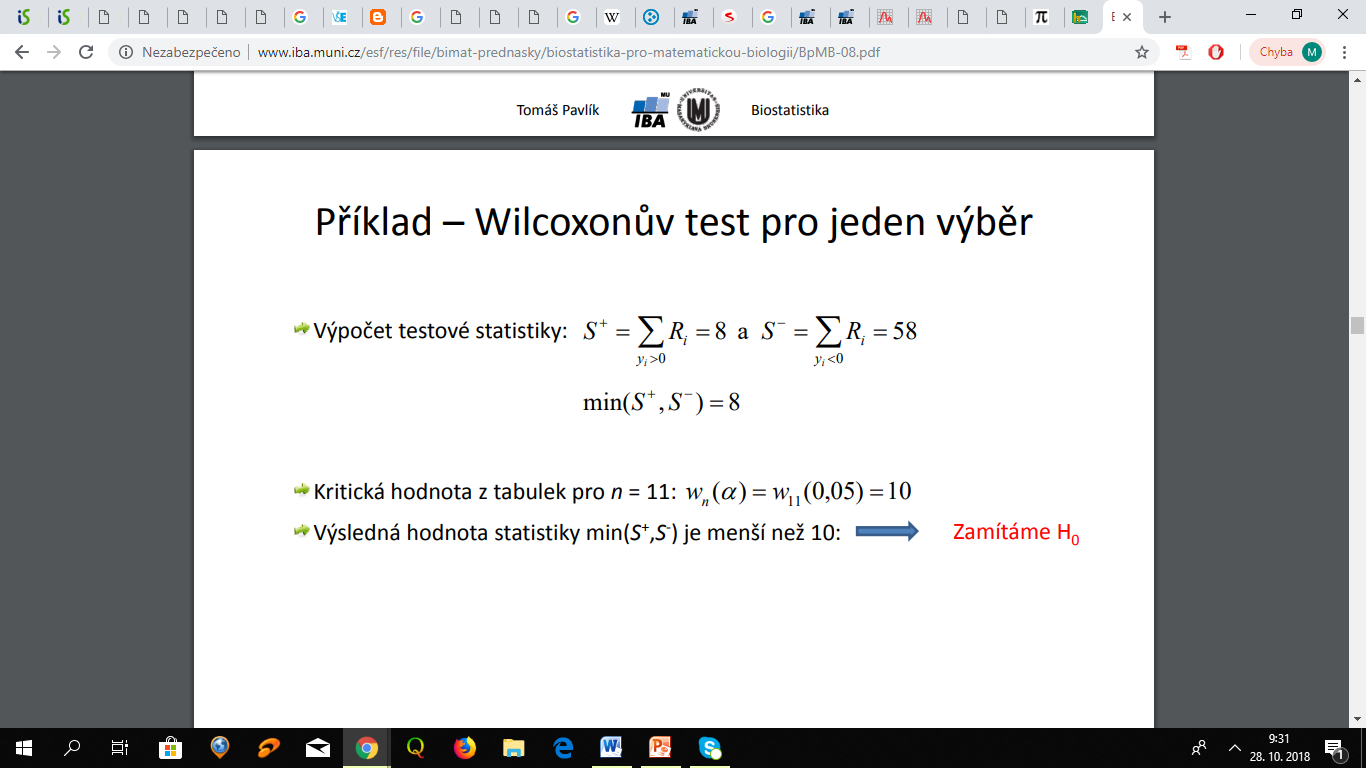 Nezabezpečeno | www.iba.muni.cz/esf/res/file/bimat-prednasky/biostatistika-pro-matematickou-biologii/BpMB-08.pdf
Chyba M
Tomáš Pavlík IBA MU Biostatistika
Příklad – Wilcoxonův test pro jeden výběr
Výpočet testové statistiky: S⁺ = ∑_{y_i>0} R_i = 8 a S⁻ = ∑_{y_i<0} R_i = 58
min(S⁺, S⁻) = 8
Kritická hodnota z tabulek pro n = 11: w_n(α) = w_11(0,05) = 10
Výsledná hodnota statistiky min(S⁺,S⁻) je menší než 10: Zamítáme H₀
9:31
28. 10. 2018
1